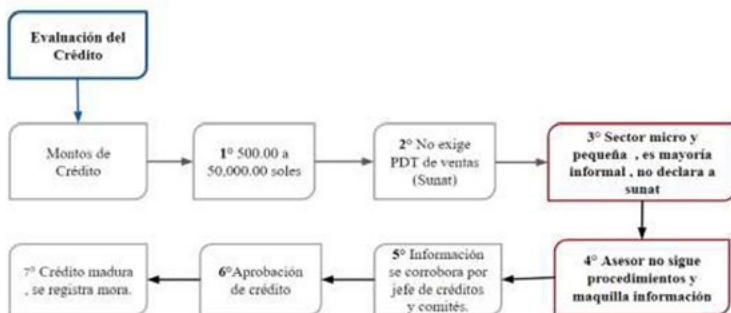 Evaluación del
Crédito
Montos de
Crédito
1° 500.00 a
50,000.00 soles
2° No exige
PDT de ventas
(Sunat)
3° Sector micro y
pequeña , es mayoría
informal , no declara a
sunat
4° Asesor no sigue
procedimientos y
maquilla información
5° Información
se corrobora por
jefe de créditos
y comités.
6°Aprobación
de crédito
7° Crédito madura
, se registra mora.